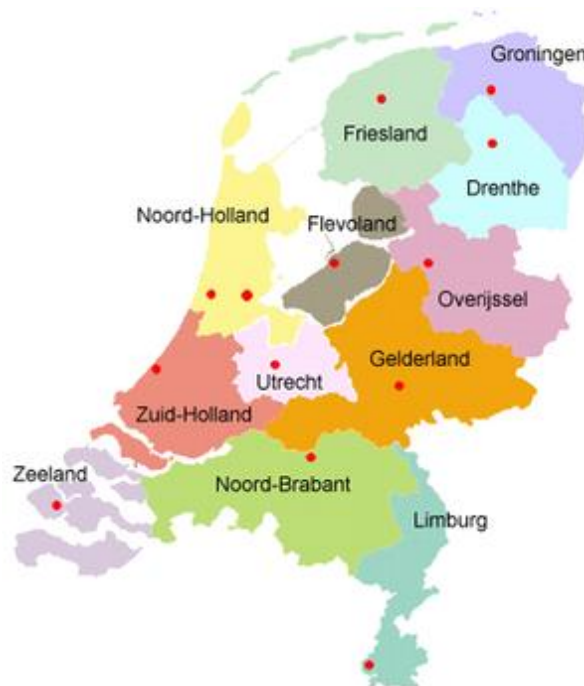 Groningen
Friesland
Drenthe
Noord-Holland
Flevoland
Overijssel
Gelderland
Utrecht
Zuid-Holland
Zeeland
Noord-Brabant
Limburg